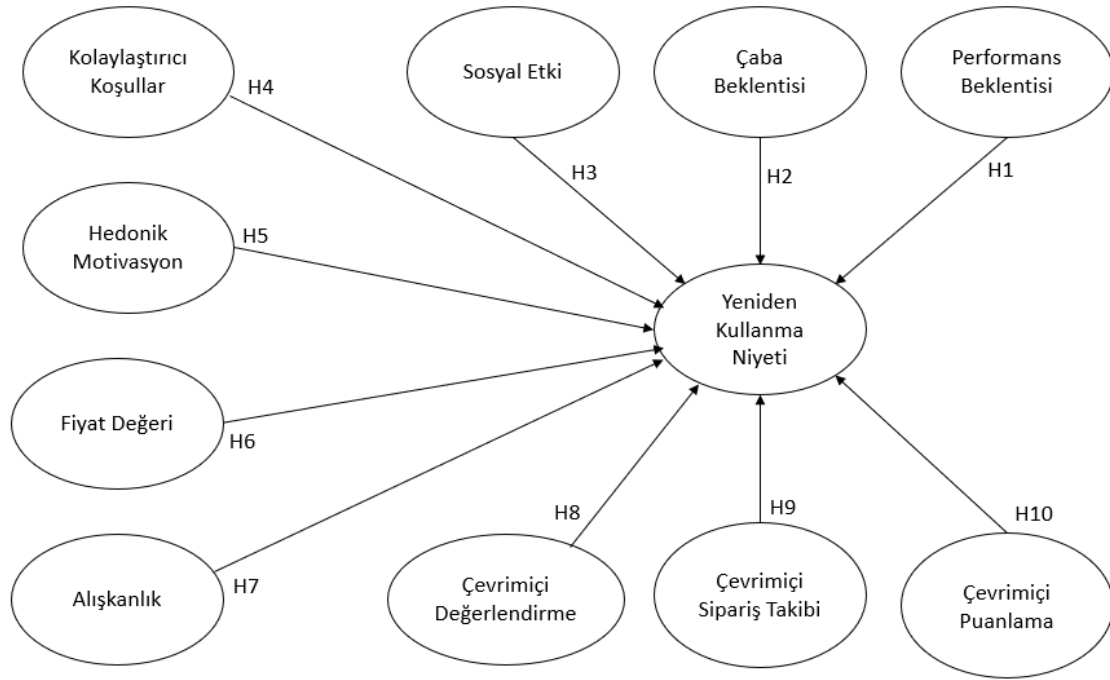 Kolaylaştırıcı
Koşullar
H4
Sosyal Etki
H3
Çaba
Beklentisi
H2
Performans
Beklentisi
H1
Hedonik
Motivasyon
H5
Yeniden
Kullanma
Niyeti
Fiyat Değeri
H6
Alışkanlık
H7
H8
Çevrimiçi
Değerlendirme
H9
Çevrimiçi
Sipariş Takibi
H10
Çevrimiçi
Puanlama